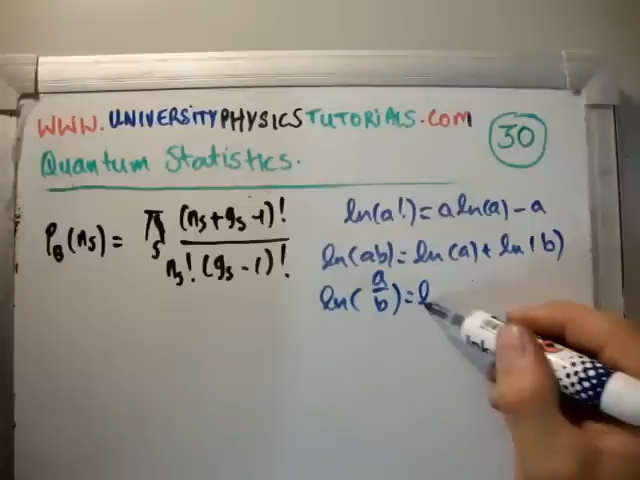 WWW.UNIVERSITYPHYSICSTUTORIALS.COM
30
Quantum Statistics.
P_B(n_s) = ∏_s (n_s + g_s - 1)! / n_s! (g_s - 1)!
ln(a!) = a ln(a) - a
ln(ab) = ln(a) + ln(b)
ln(a/b) = l